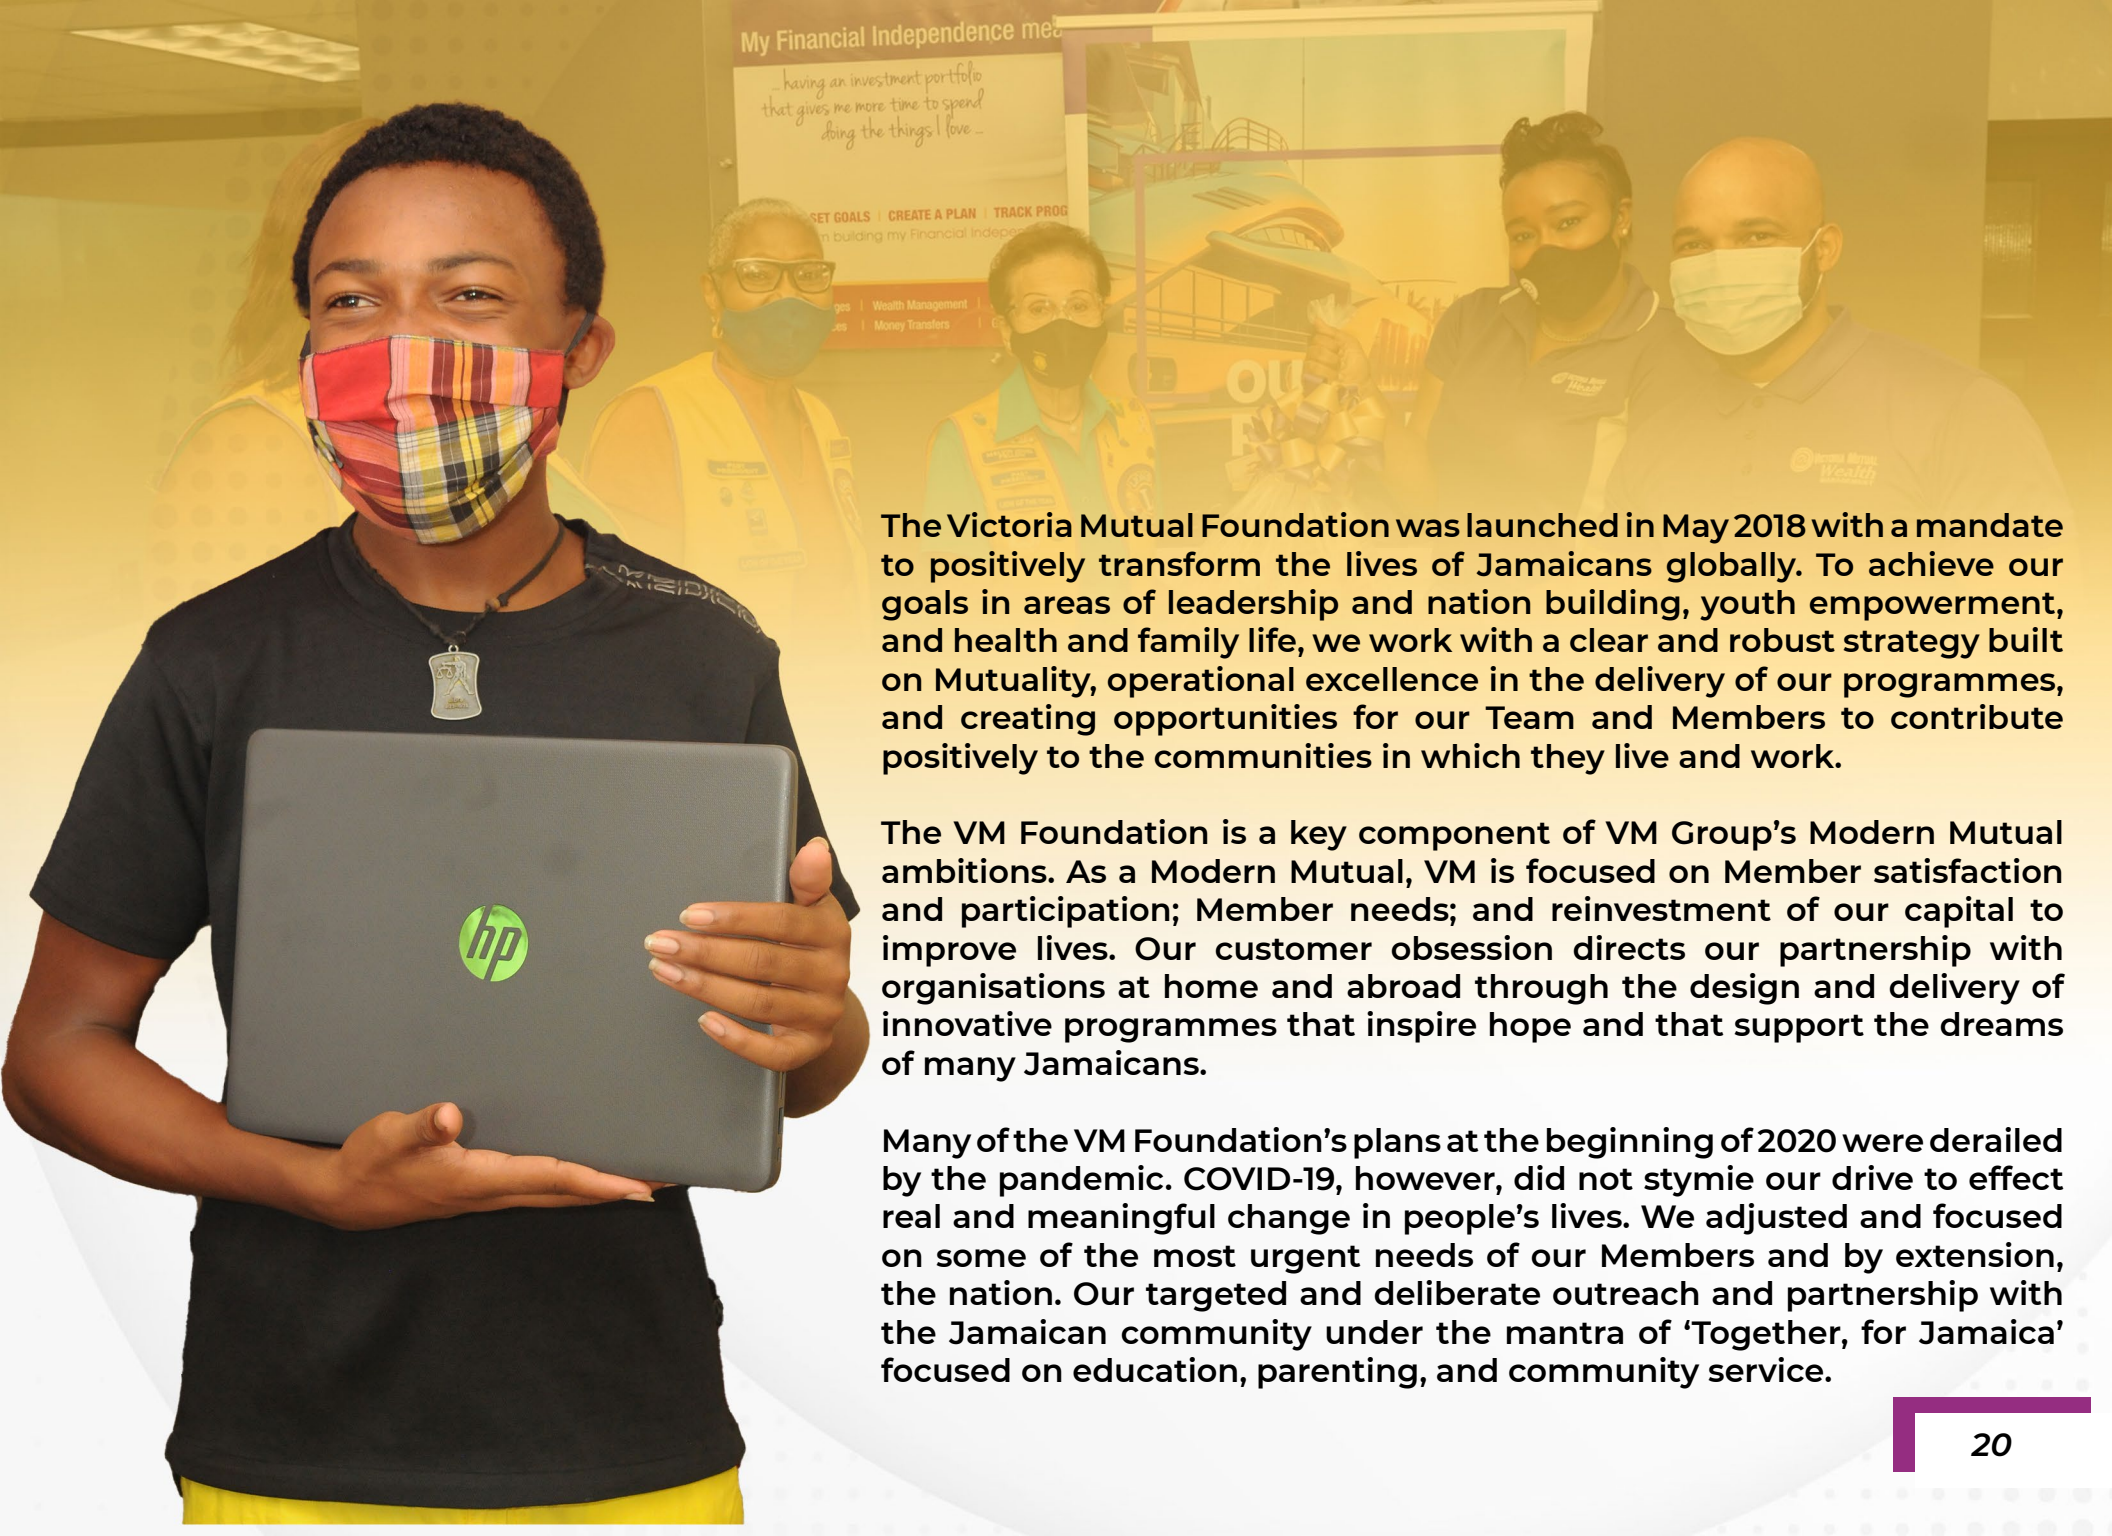 My Financial Independence
... having an investment portfolio
that gives me more time to spend
doing the things I love ...
SET GOALS | CREATE A PLAN | TRACK PROG
building my Financial
Wealth Management
Money Transfers
OU
Victoria Mutual
Wealth
Wealth
hp
The Victoria Mutual Foundation was launched in May 2018 with a mandate
to positively transform the lives of Jamaicans globally. To achieve our
goals in areas of leadership and nation building, youth empowerment,
and health and family life, we work with a clear and robust strategy built
on Mutuality, operational excellence in the delivery of our programmes,
and creating opportunities for our Team and Members to contribute
positively to the communities in which they live and work.
The VM Foundation is a key component of VM Group’s Modern Mutual
ambitions. As a Modern Mutual, VM is focused on Member satisfaction
and participation; Member needs; and reinvestment of our capital to
improve lives. Our customer obsession directs our partnership with
organisations at home and abroad through the design and delivery of
innovative programmes that inspire hope and that support the dreams
of many Jamaicans.
Many of the VM Foundation’s plans at the beginning of 2020 were derailed
by the pandemic. COVID-19, however, did not stymie our drive to effect
real and meaningful change in people’s lives. We adjusted and focused
on some of the most urgent needs of our Members and by extension,
the nation. Our targeted and deliberate outreach and partnership with
the Jamaican community under the mantra of ‘Together, for Jamaica’
focused on education, parenting, and community service.
20